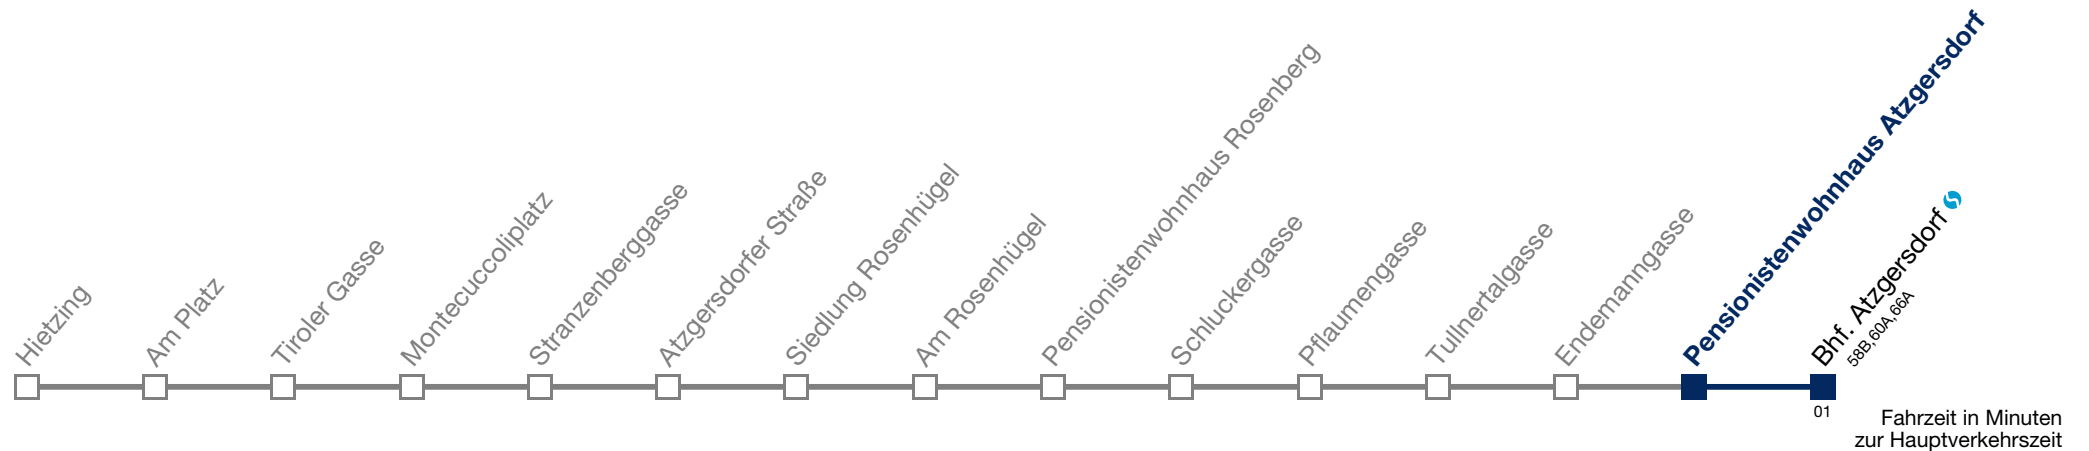 Hietzing
Am Platz
Tiroler Gasse
Montecuccoliplatz
Stranzenberggasse
Atzgersdorfer Straße
Siedlung Rosenhügel
Am Rosenhügel
Pensionistenwohnhaus Rosenberg
Schluckergasse
Pflaumengasse
Tullnertalgasse
Endemanngasse
Pensionistenwohnhaus Atzgersdorf
Bhf. Atzgersdorf
58B,60A,66A
01
Fahrzeit in Minuten
zur Hauptverkehrszeit